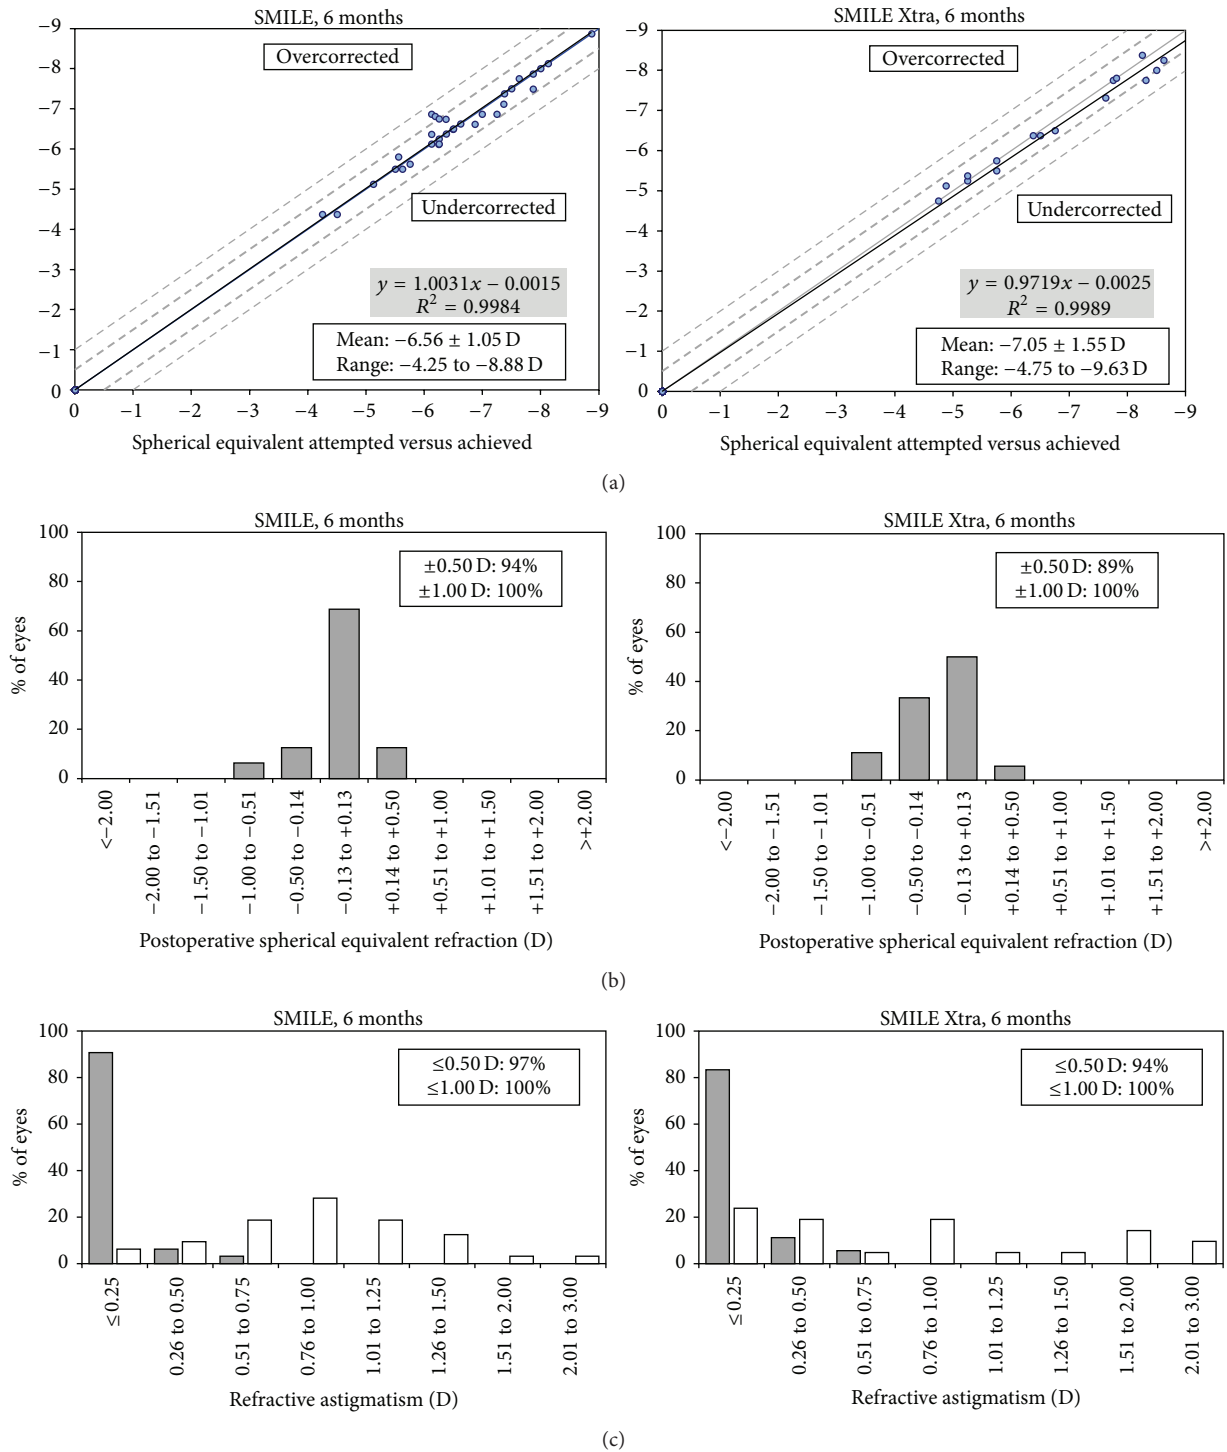 SMILE, 6 months
−9
−8
−7
−6
−5
−4
−3
−2
−1
0
Overcorrected
Undercorrected
y = 1.0031x − 0.0015
R² = 0.9984
Mean: −6.56 ± 1.05 D
Range: −4.25 to −8.88 D
0 −1 −2 −3 −4 −5 −6 −7 −8 −9
Spherical equivalent attempted versus achieved
SMILE Xtra, 6 months
−9
−8
−7
−6
−5
−4
−3
−2
−1
0
Overcorrected
Undercorrected
y = 0.9719x − 0.0025
R² = 0.9989
Mean: −7.05 ± 1.55 D
Range: −4.75 to −9.63 D
0 −1 −2 −3 −4 −5 −6 −7 −8 −9
Spherical equivalent attempted versus achieved
(a)
SMILE, 6 months
100
80
60
40
20
0
% of eyes
±0.50 D: 94%
±1.00 D: 100%
<−2.00
−2.00 to −1.51
−1.50 to −1.01
−1.00 to −0.51
−0.50 to −0.14
−0.13 to +0.13
+0.14 to +0.50
+0.51 to +1.00
+1.01 to +1.50
+1.51 to +2.00
>+2.00
Postoperative spherical equivalent refraction (D)
SMILE Xtra, 6 months
100
80
60
40
20
0
% of eyes
±0.50 D: 89%
±1.00 D: 100%
<−2.00
−2.00 to −1.51
−1.50 to −1.01
−1.00 to −0.51
−0.50 to −0.14
−0.13 to +0.13
+0.14 to +0.50
+0.51 to +1.00
+1.01 to +1.50
+1.51 to +2.00
>+2.00
Postoperative spherical equivalent refraction (D)
(b)
SMILE, 6 months
100
80
60
40
20
0
% of eyes
≤0.50 D: 97%
≤1.00 D: 100%
≤0.25
0.26 to 0.50
0.51 to 0.75
0.76 to 1.00
1.01 to 1.25
1.26 to 1.50
1.51 to 2.00
2.01 to 3.00
Refractive astigmatism (D)
SMILE Xtra, 6 months
100
80
60
40
20
0
% of eyes
≤0.50 D: 94%
≤1.00 D: 100%
≤0.25
0.26 to 0.50
0.51 to 0.75
0.76 to 1.00
1.01 to 1.25
1.26 to 1.50
1.51 to 2.00
2.01 to 3.00
Refractive astigmatism (D)
(c)